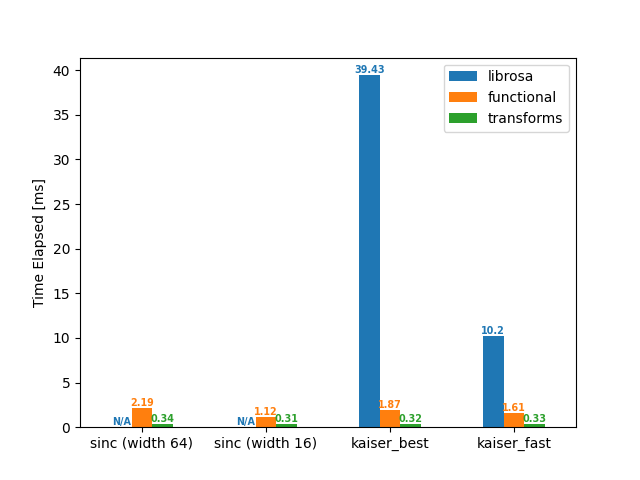 39.43
40
librosa
functional
transforms
35
30
25
Time Elapsed [ms]
20
15
10.2
10
5
2.19
N/A
0.34
1.12
N/A
0.31
1.87
0.32
1.61
0.33
0
sinc (width 64)
sinc (width 16)
kaiser_best
kaiser_fast